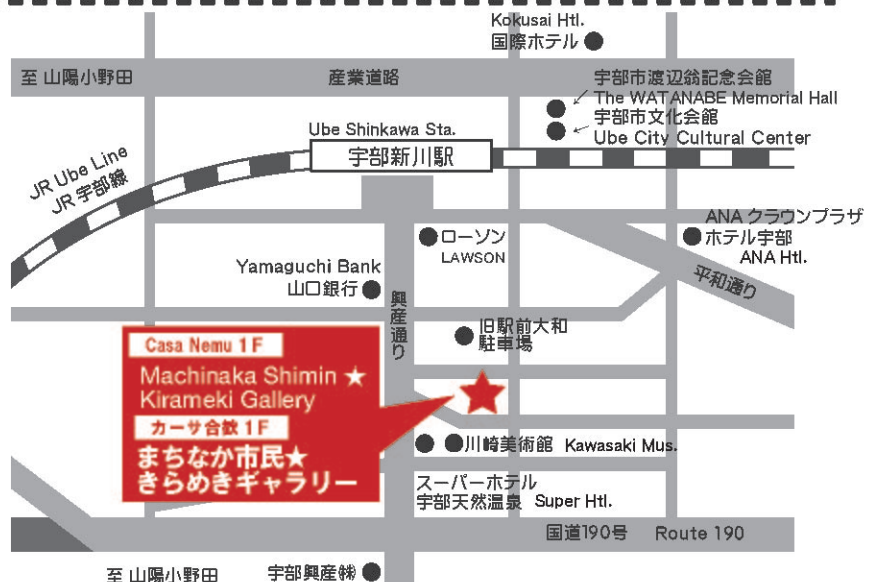 Kokusai Htl.
国際ホテル
至 山陽小野田
産業道路
宇部市渡辺翁記念会館
The WATANABE Memorial Hall
宇部市文化会館
Ube City Cultural Center
Ube Shinkawa Sta.
宇部新川駅
JR Ube Line
JR 宇部線
ANA クラウンプラザ
ホテル宇部
ANA Htl.
ローソン
LAWSON
平和通り
Yamaguchi Bank
山口銀行
興産通り
旧駅前大和
駐車場
Casa Nemu 1F
Machinaka Shimin ★
Kirameki Gallery
カーサ合歓 1F
まちなか市民★
きらめきギャラリー
川崎美術館 Kawasaki Mus.
スーパーホテル
宇部天然温泉 Super Htl.
国道190号 Route 190
至 山陽小野田
宇部興産㈱